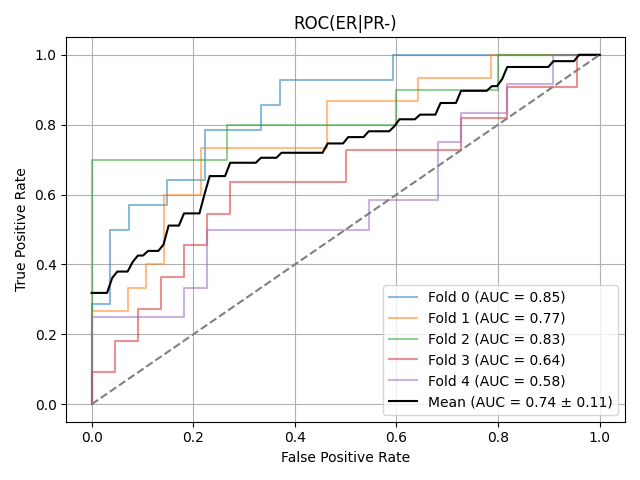 ROC(ER|PR-)
True Positive Rate
1.0
0.8
0.6
0.4
0.2
0.0
Fold 0 (AUC = 0.85)
Fold 1 (AUC = 0.77)
Fold 2 (AUC = 0.83)
Fold 3 (AUC = 0.64)
Fold 4 (AUC = 0.58)
Mean (AUC = 0.74 ± 0.11)
0.0 0.2 0.4 0.6 0.8 1.0
False Positive Rate